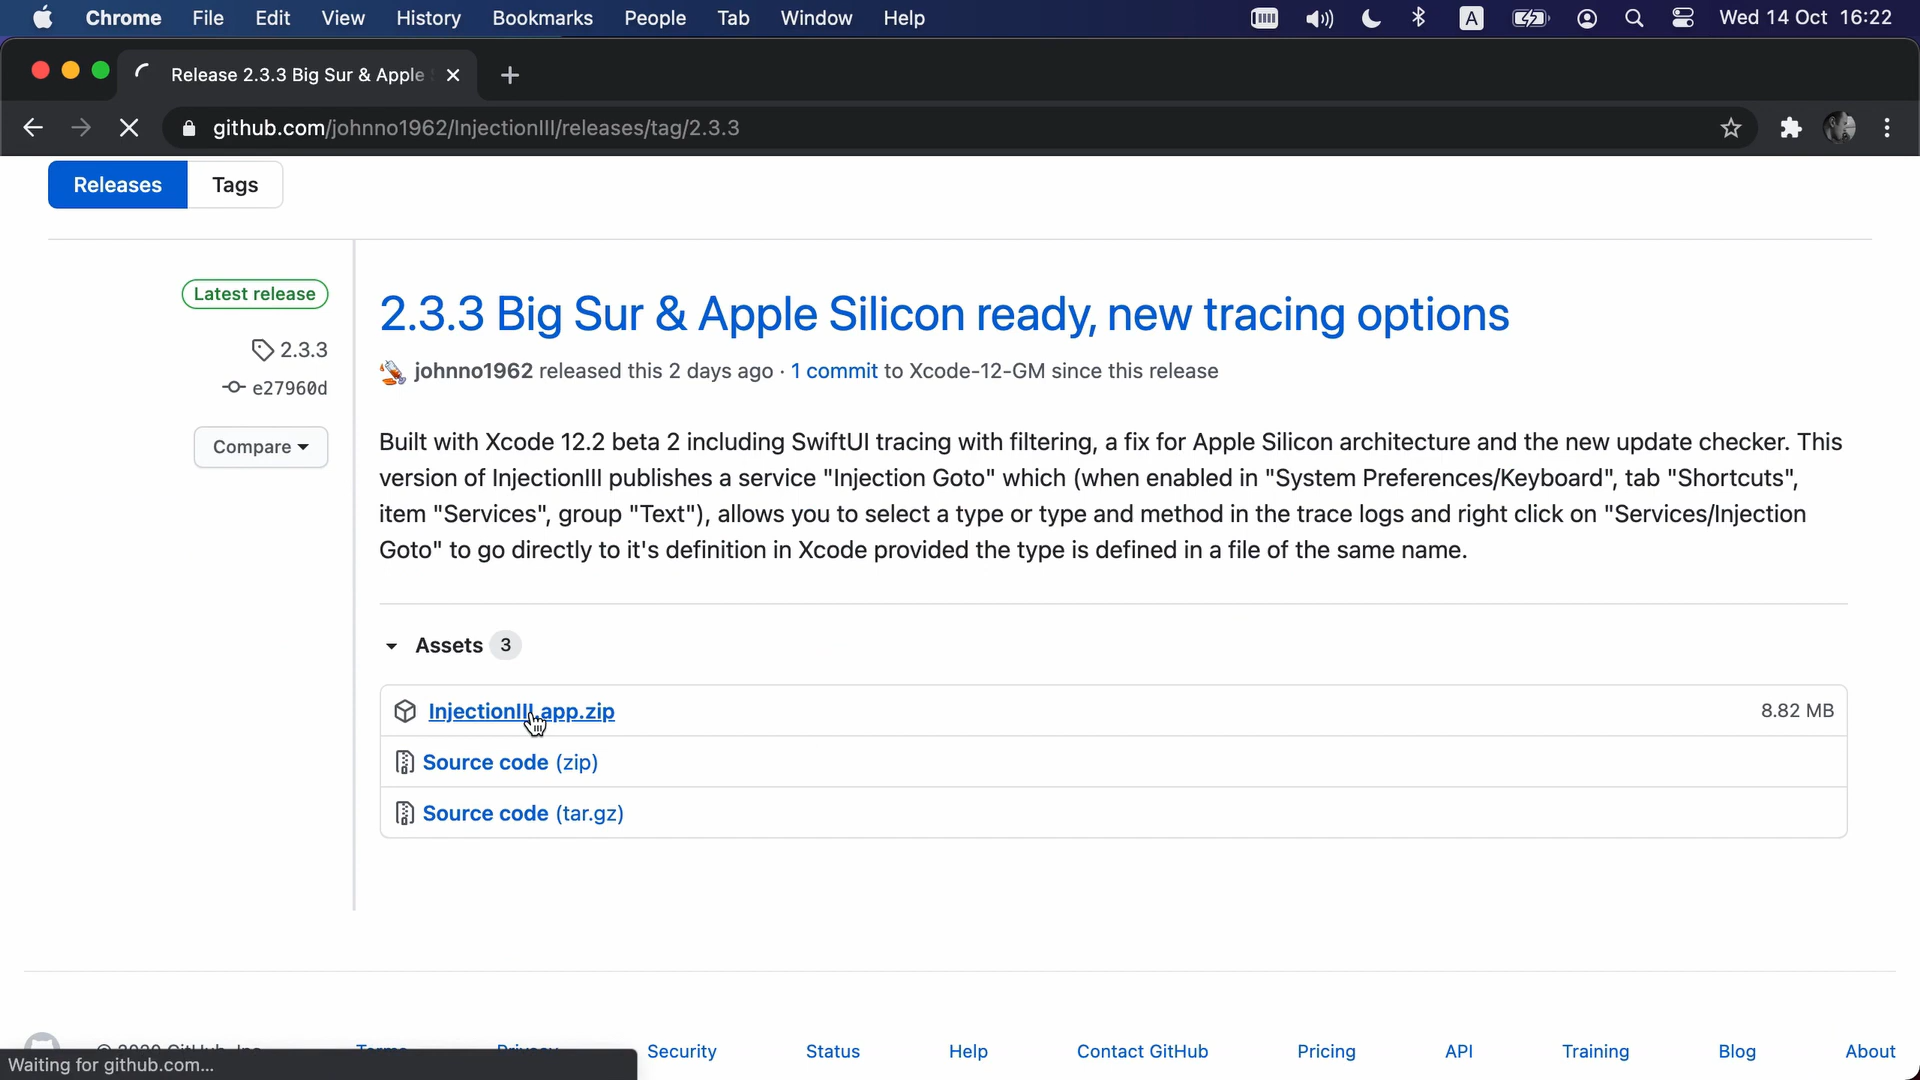 Chrome File Edit View History Bookmarks People Tab Window Help A Wed 14 Oct 16:22
Release 2.3.3 Big Sur & Apple
github.com/johnno1962/InjectionIII/releases/tag/2.3.3
Releases Tags
Latest release
2.3.3
e27960d
Compare
2.3.3 Big Sur & Apple Silicon ready, new tracing options
johnno1962 released this 2 days ago · 1 commit to Xcode-12-GM since this release
Built with Xcode 12.2 beta 2 including SwiftUI tracing with filtering, a fix for Apple Silicon architecture and the new update checker. This
version of InjectionIII publishes a service "Injection Goto" which (when enabled in "System Preferences/Keyboard", tab "Shortcuts",
item "Services", group "Text"), allows you to select a type or type and method in the trace logs and right click on "Services/Injection
Goto" to go directly to it's definition in Xcode provided the type is defined in a file of the same name.
Assets 3
InjectionIII.app.zip 8.82 MB
Source code (zip)
Source code (tar.gz)
© 2020 GitHub, Inc. Terms Privacy Security Status Help Contact GitHub Pricing API Training Blog About
Waiting for github.com...